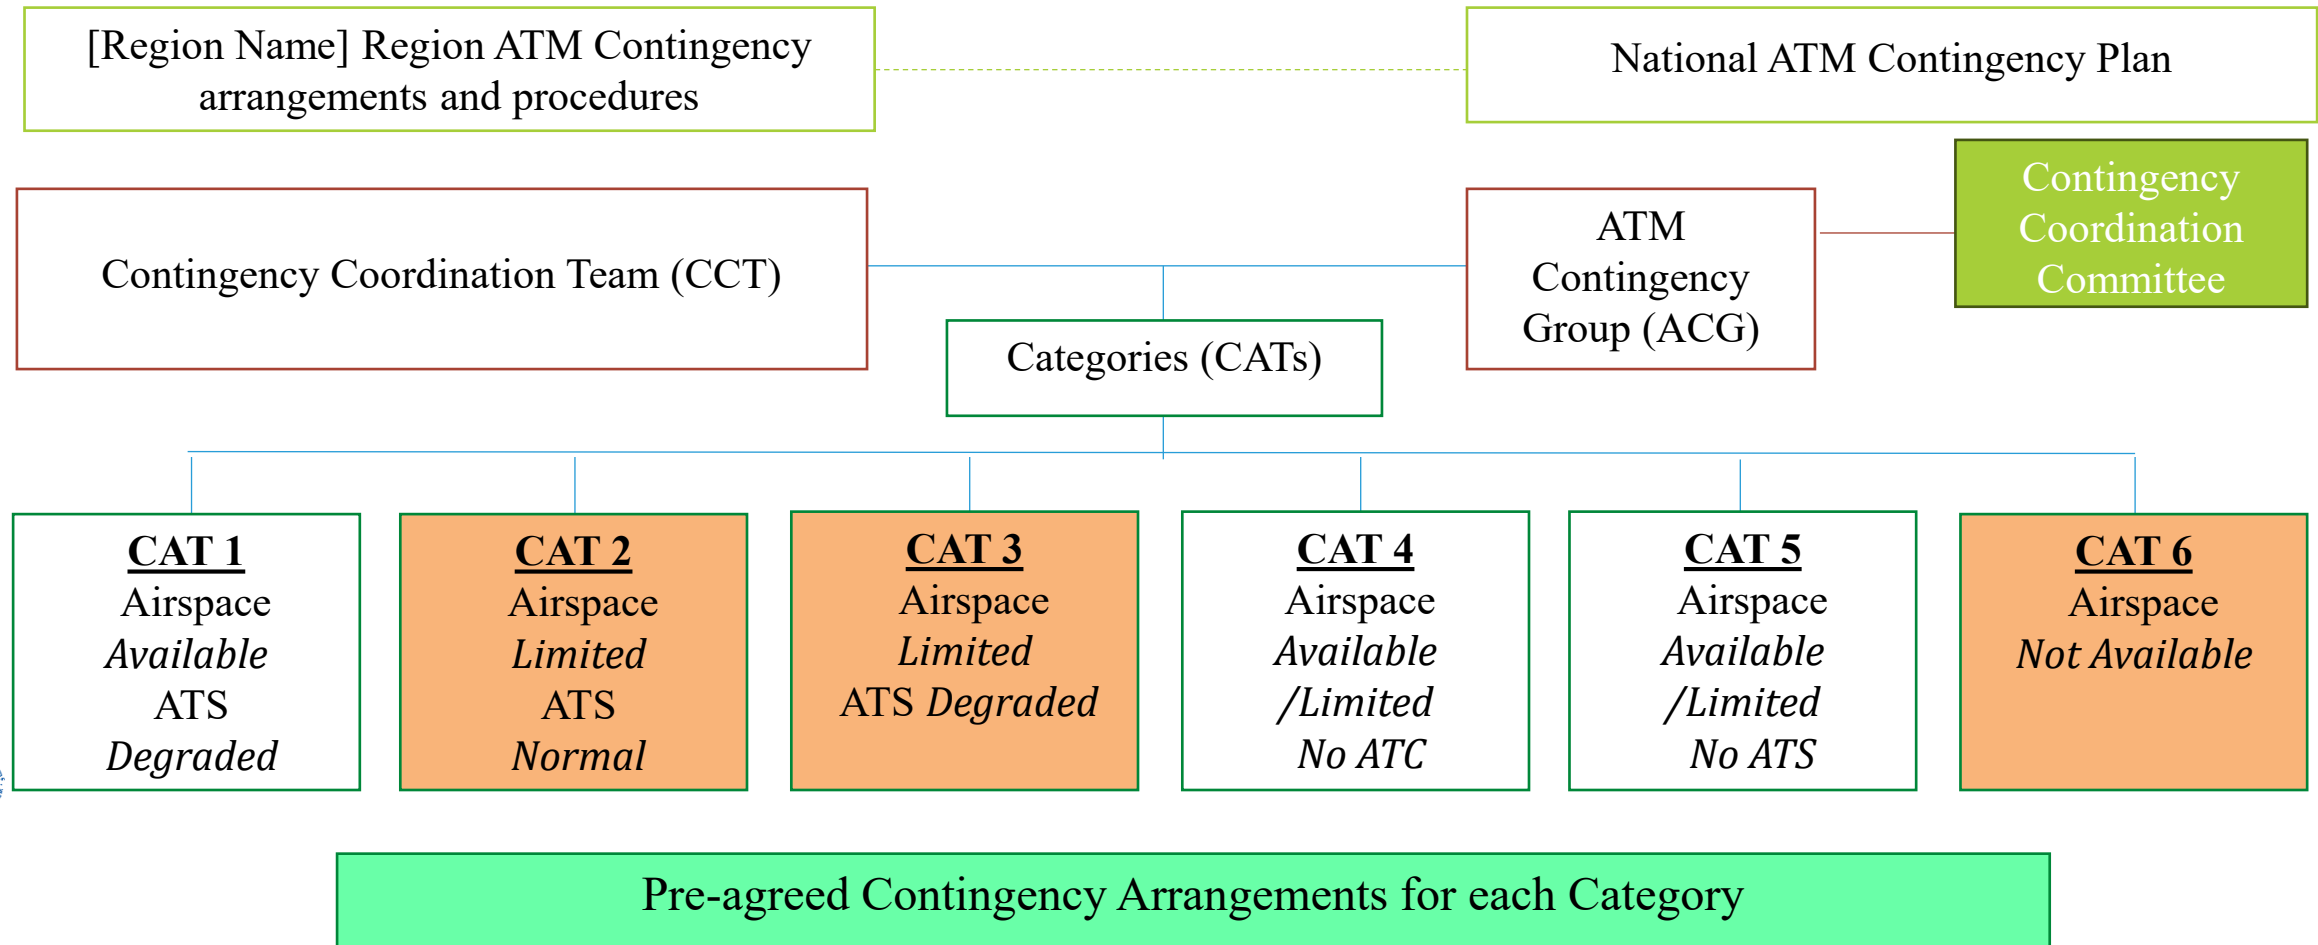 [Region Name] Region ATM Contingency
arrangements and procedures
National ATM Contingency Plan
Contingency Coordination Team (CCT)
ATM
Contingency
Group (ACG)
Contingency
Coordination
Committee
Categories (CATs)
CAT 1
Airspace
Available
ATS
Degraded
CAT 2
Airspace
Limited
ATS
Normal
CAT 3
Airspace
Limited
ATS Degraded
CAT 4
Airspace
Available
/Limited
No ATC
CAT 5
Airspace
Available
/Limited
No ATS
CAT 6
Airspace
Not Available
Pre-agreed Contingency Arrangements for each Category